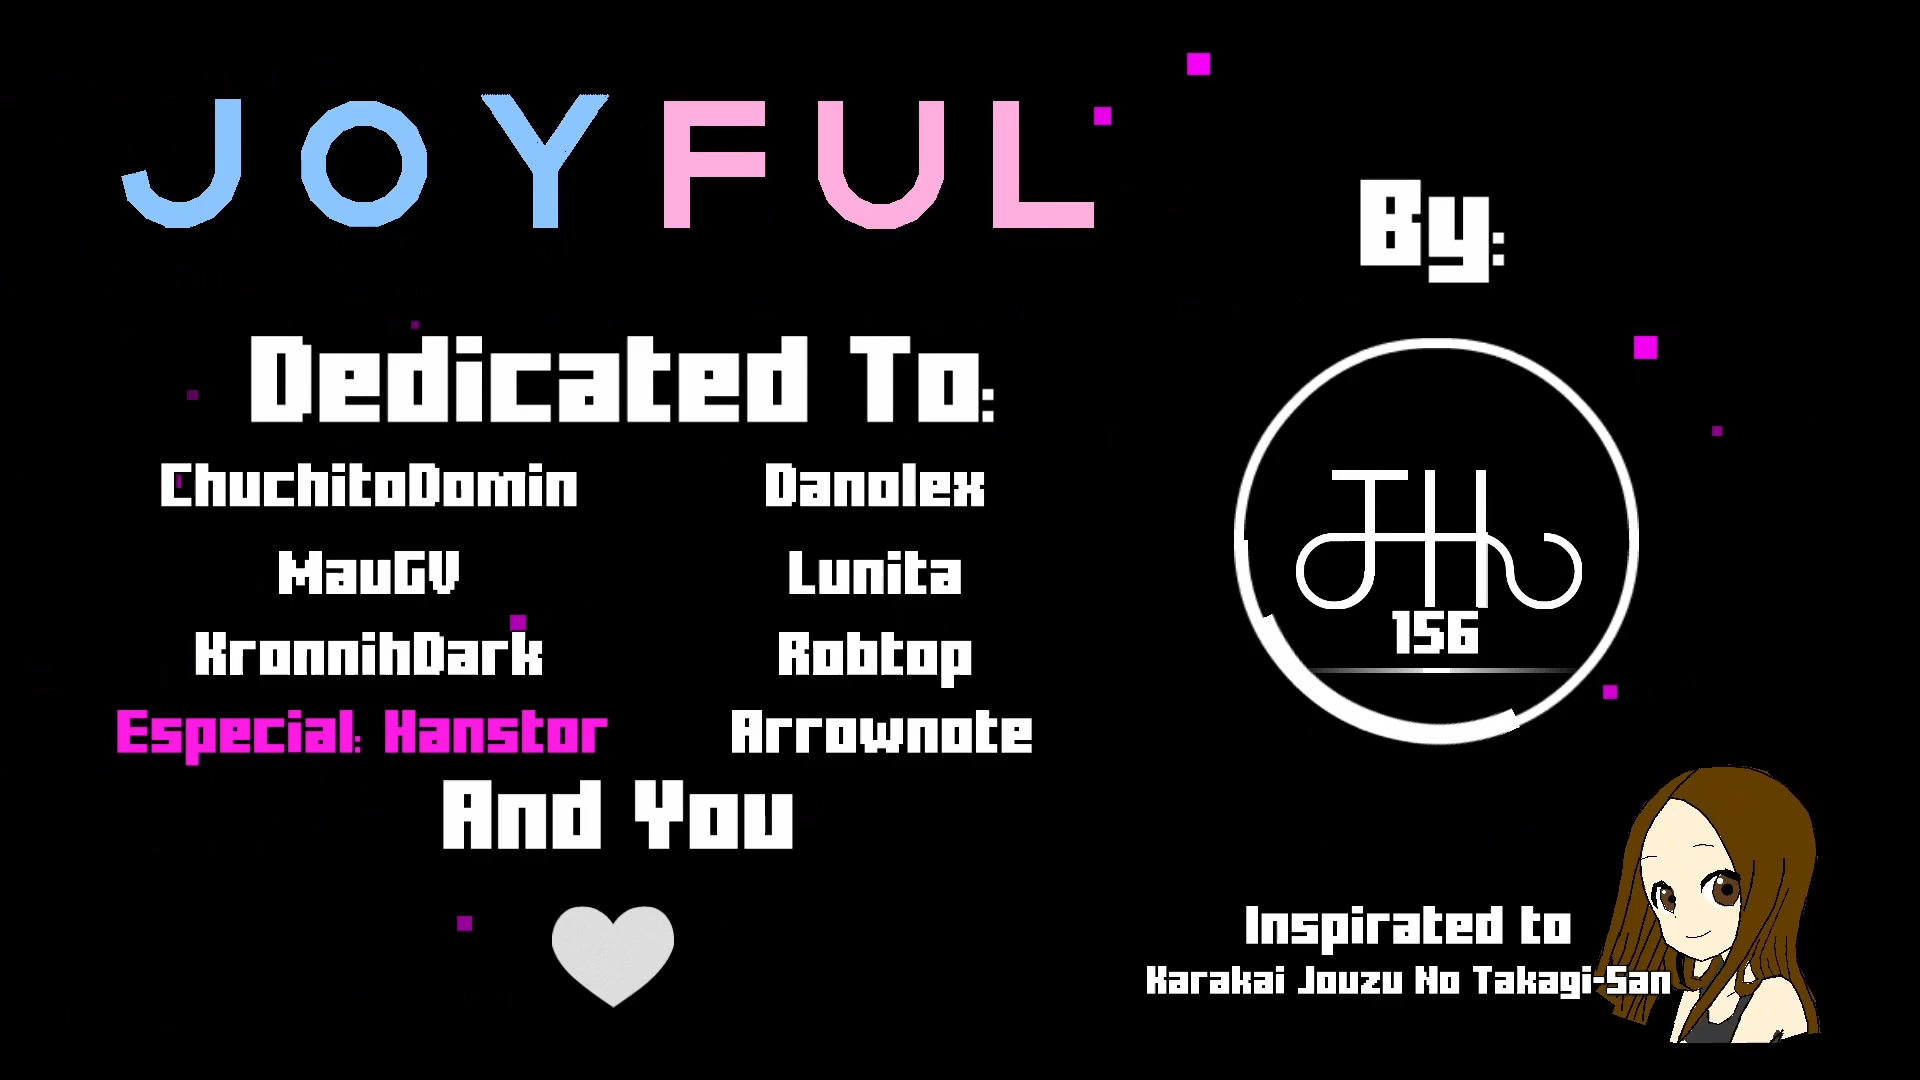 JOYFUL
By:
Dedicated To:
ChuchitoDomin
Danolex
MauGV
Lunita
KronnihDark
Robtop
Especial: Hanstor
Arrownote
And You
JH
156
Inspirated to
Karakai Jouzu No Takagi-San